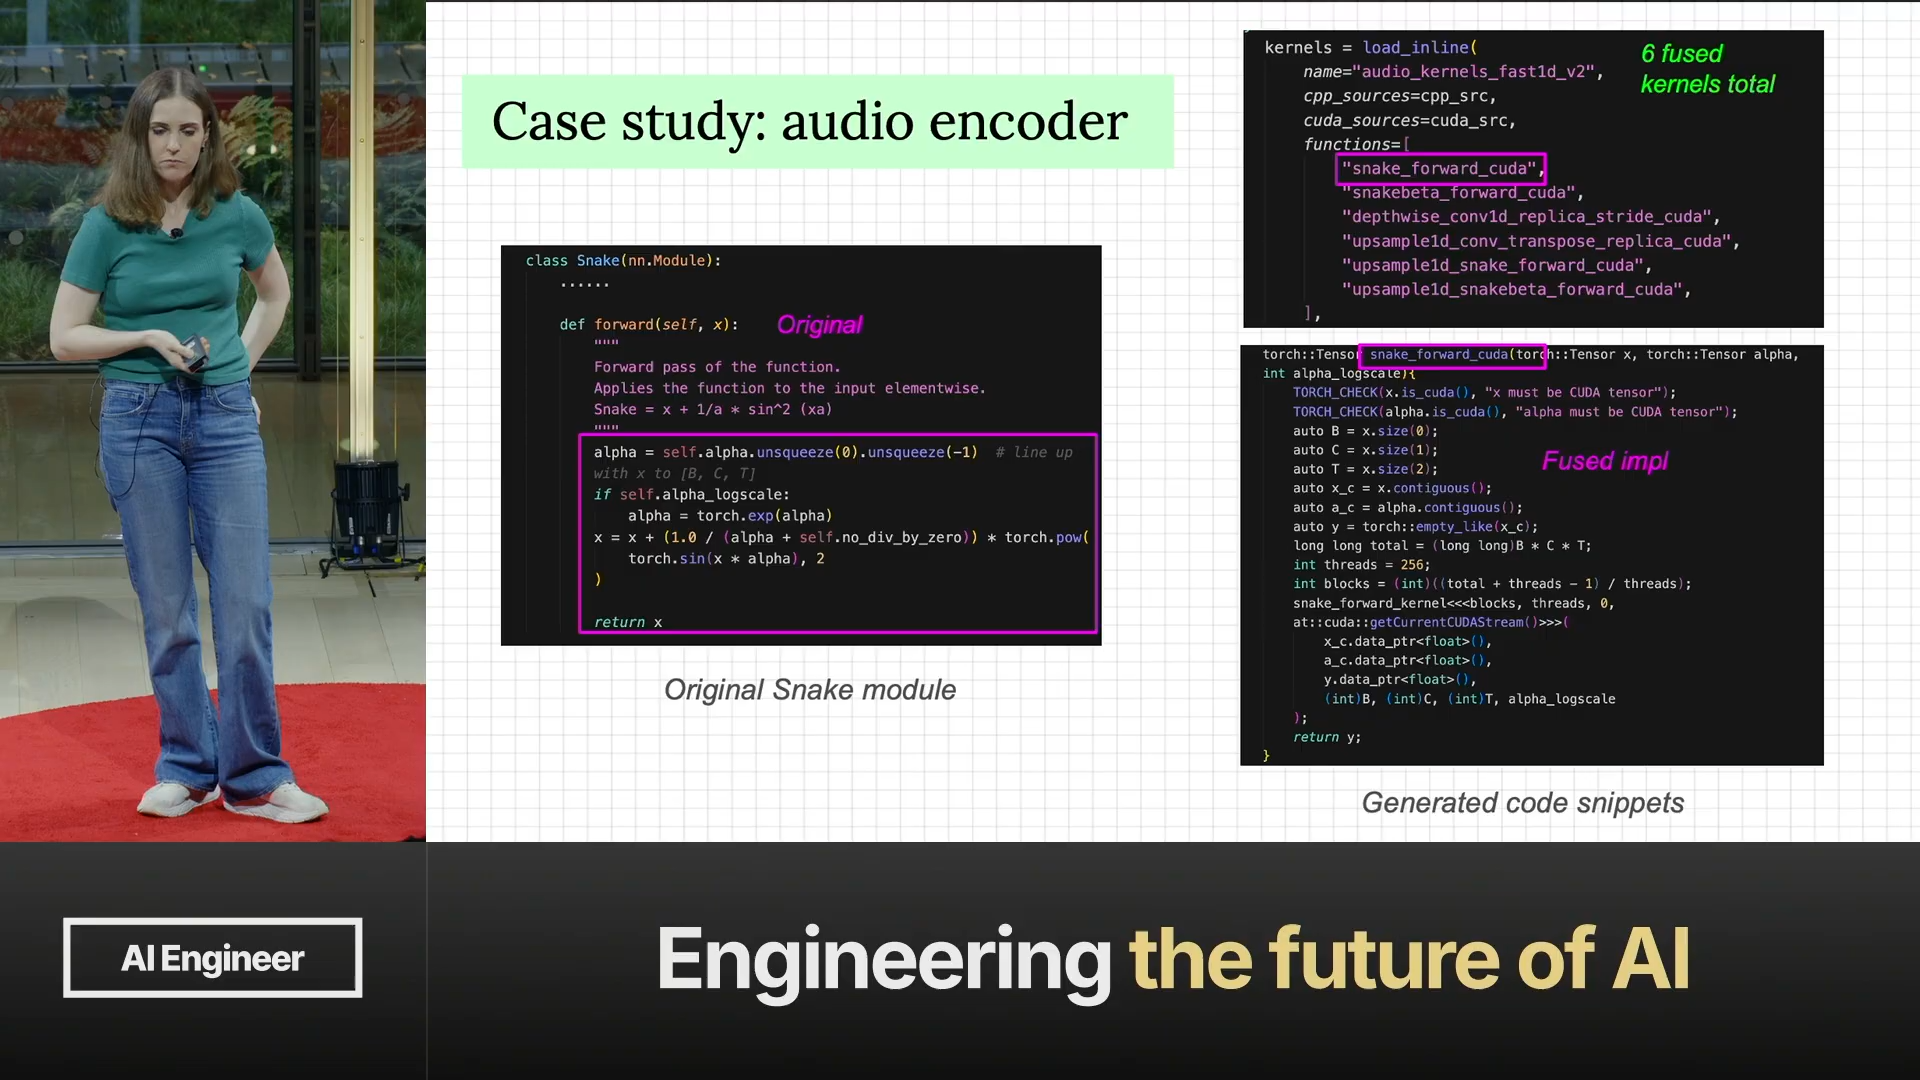 Case study: audio encoder
class Snake(nn.Module):
......
def forward(self, x):
Original
"""
Forward pass of the function.
Applies the function to the input elementwise.
Snake = x + 1/a * sin^2 (xa)
"""
alpha = self.alpha.unsqueeze(0).unsqueeze(-1) # line up
with x to [B, C, T]
if self.alpha_logscale:
alpha = torch.exp(alpha)
x = x + (1.0 / (alpha + self.no_div_by_zero)) * torch.pow(
torch.sin(x * alpha), 2
)
return x
Original Snake module
kernels = load_inline(
name="audio_kernels_fast1d_v2",
cpp_sources=cpp_src,
cuda_sources=cuda_src,
functions=[
"snake_forward_cuda",
"snakebeta_forward_cuda",
"depthwise_conv1d_replica_stride_cuda",
"upsample1d_conv_transpose_replica_cuda",
"upsample1d_snake_forward_cuda",
"upsample1d_snakebeta_forward_cuda",
],
6 fused
kernels total
torch::Tensor snake_forward_cuda(torch::Tensor x, torch::Tensor alpha,
int alpha_logscale){
TORCH_CHECK(x.is_cuda(), "x must be CUDA tensor");
TORCH_CHECK(alpha.is_cuda(), "alpha must be CUDA tensor");
auto B = x.size(0);
auto C = x.size(1);
auto T = x.size(2);
Fused impl
auto x_c = x.contiguous();
auto a_c = alpha.contiguous();
auto y = torch::empty_like(x_c);
long long total = (long long)B * C * T;
int threads = 256;
int blocks = (int)((total + threads - 1) / threads);
snake_forward_kernel<<<blocks, threads, 0,
at::cuda::getCurrentCUDAStream()>>>(
x_c.data_ptr<float>(),
a_c.data_ptr<float>(),
y.data_ptr<float>(),
(int)B, (int)C, (int)T, alpha_logscale
);
return y;
}
Generated code snippets
AI Engineer
Engineering the future of AI